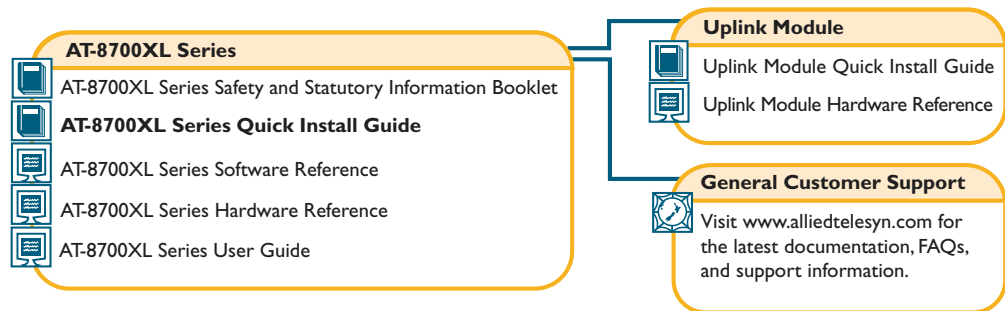 AT-8700XL Series
AT-8700XL Series Safety and Statutory Information Booklet
AT-8700XL Series Quick Install Guide
AT-8700XL Series Software Reference
AT-8700XL Series Hardware Reference
AT-8700XL Series User Guide
Uplink Module
Uplink Module Quick Install Guide
Uplink Module Hardware Reference
General Customer Support
Visit www.alliedtelesyn.com for
the latest documentation, FAQs,
and support information.